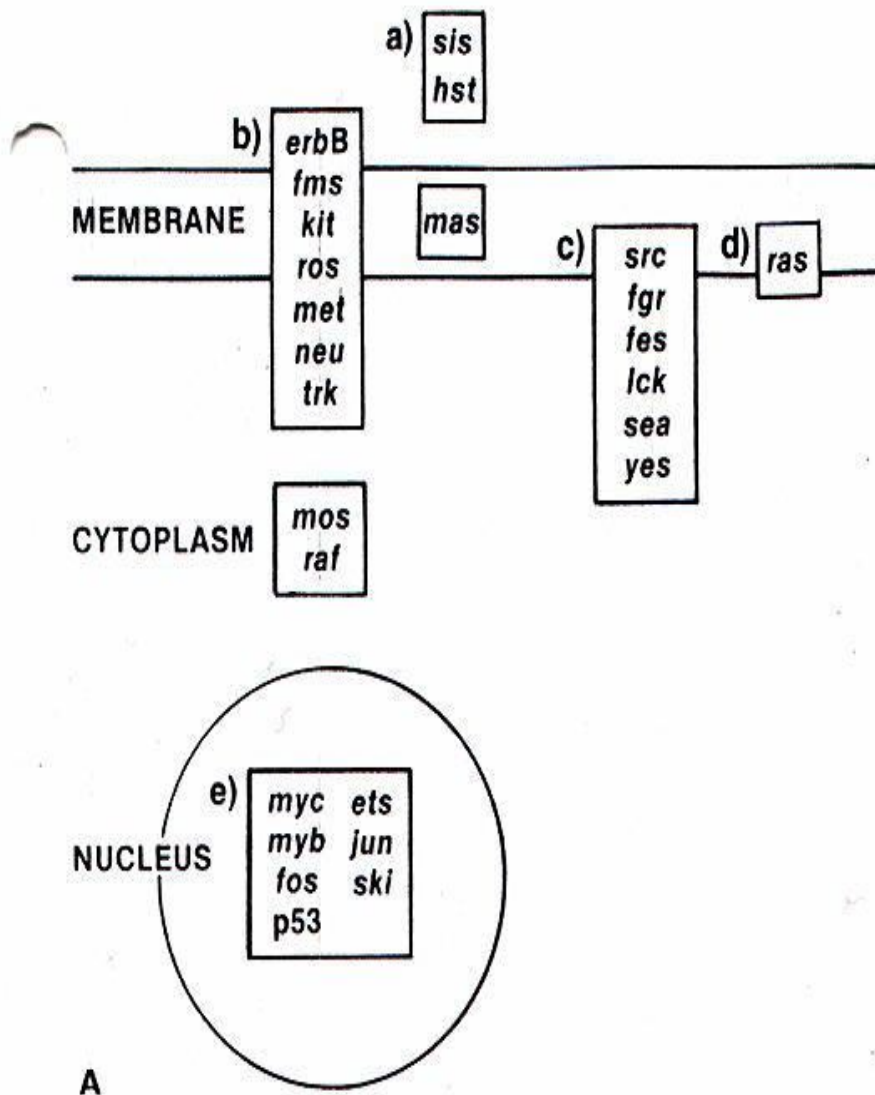 a) sis
hst
b) erbB
fms
kit
ros
met
neu
trk
MEMBRANE
mas
c) src
fgr
fes
lck
sea
yes
d) ras
CYTOPLASM
mos
raf
NUCLEUS
e) myc ets
myb jun
fos ski
p53
A